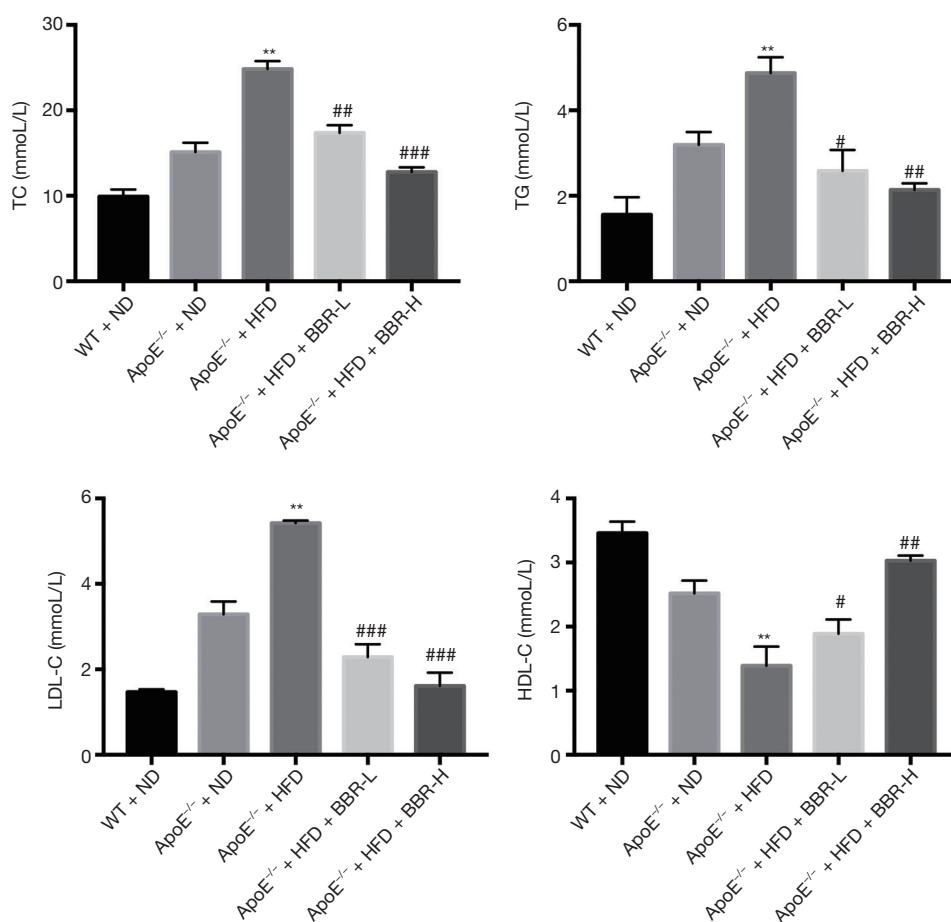 30
20
10
0
TC (mmoL/L)
**
##
###
WT + ND
ApoE⁻/⁻ + ND
ApoE⁻/⁻ + HFD
ApoE⁻/⁻ + HFD + BBR-L
ApoE⁻/⁻ + HFD + BBR-H
6
4
2
0
TG (mmoL/L)
**
#
##
WT + ND
ApoE⁻/⁻ + ND
ApoE⁻/⁻ + HFD
ApoE⁻/⁻ + HFD + BBR-L
ApoE⁻/⁻ + HFD + BBR-H
6
4
2
0
LDL-C (mmoL/L)
**
###
###
WT + ND
ApoE⁻/⁻ + ND
ApoE⁻/⁻ + HFD
ApoE⁻/⁻ + HFD + BBR-L
ApoE⁻/⁻ + HFD + BBR-H
4
3
2
1
0
HDL-C (mmoL/L)
**
#
##
WT + ND
ApoE⁻/⁻ + ND
ApoE⁻/⁻ + HFD
ApoE⁻/⁻ + HFD + BBR-L
ApoE⁻/⁻ + HFD + BBR-H